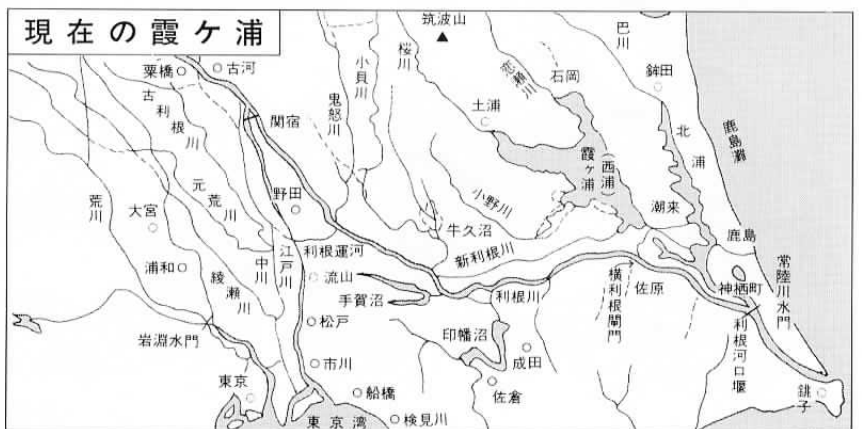 現在の霞ヶ浦
筑波山
巴川
桜川
恋瀬川
石岡
鉾田
粟橋
古河
小貝川
鬼怒川
古利根川
関宿
土浦
北浦
鹿島灘
霞ヶ浦
(西浦)
荒川
元荒川
大宮
野田
小野川
牛久沼
潮来
鹿島
浦和
綾瀬川
中川
江戸川
利根運河
新利根川
流山
手賀沼
利根川
横利根閘門
佐原
神栖町
常陸川水門
岩淵水門
松戸
印幡沼
成田
利根河口堰
市川
東京
船橋
佐倉
銚子
東京湾
検見川